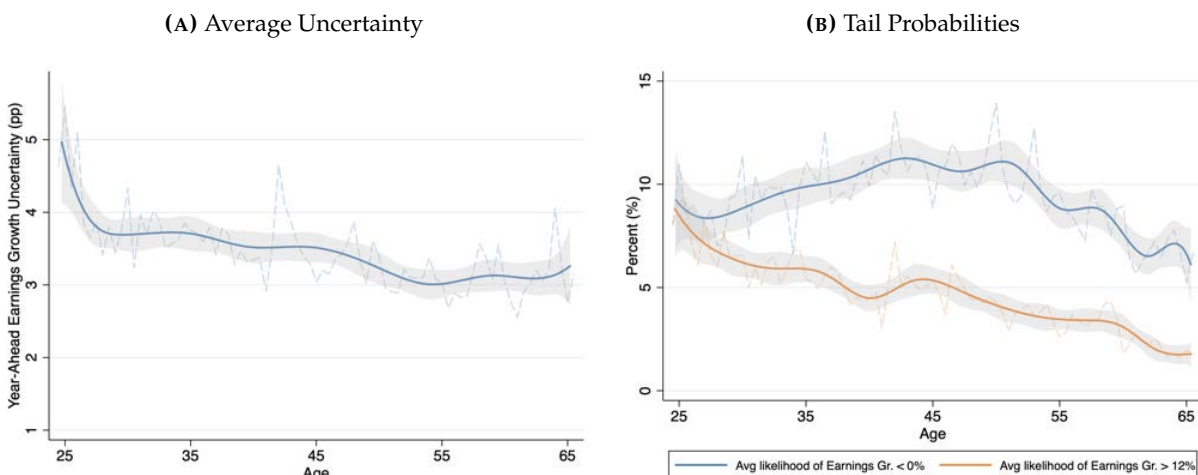 (A) Average Uncertainty
Year-Ahead Earnings Growth Uncertainty (pp)
5
4
3
2
1
25 35 45 55 65
Age
(B) Tail Probabilities
Percent (%)
15
10
5
0
25 35 45 55 65
Age
Avg likelihood of Earnings Gr. < 0% Avg likelihood of Earnings Gr. > 12%